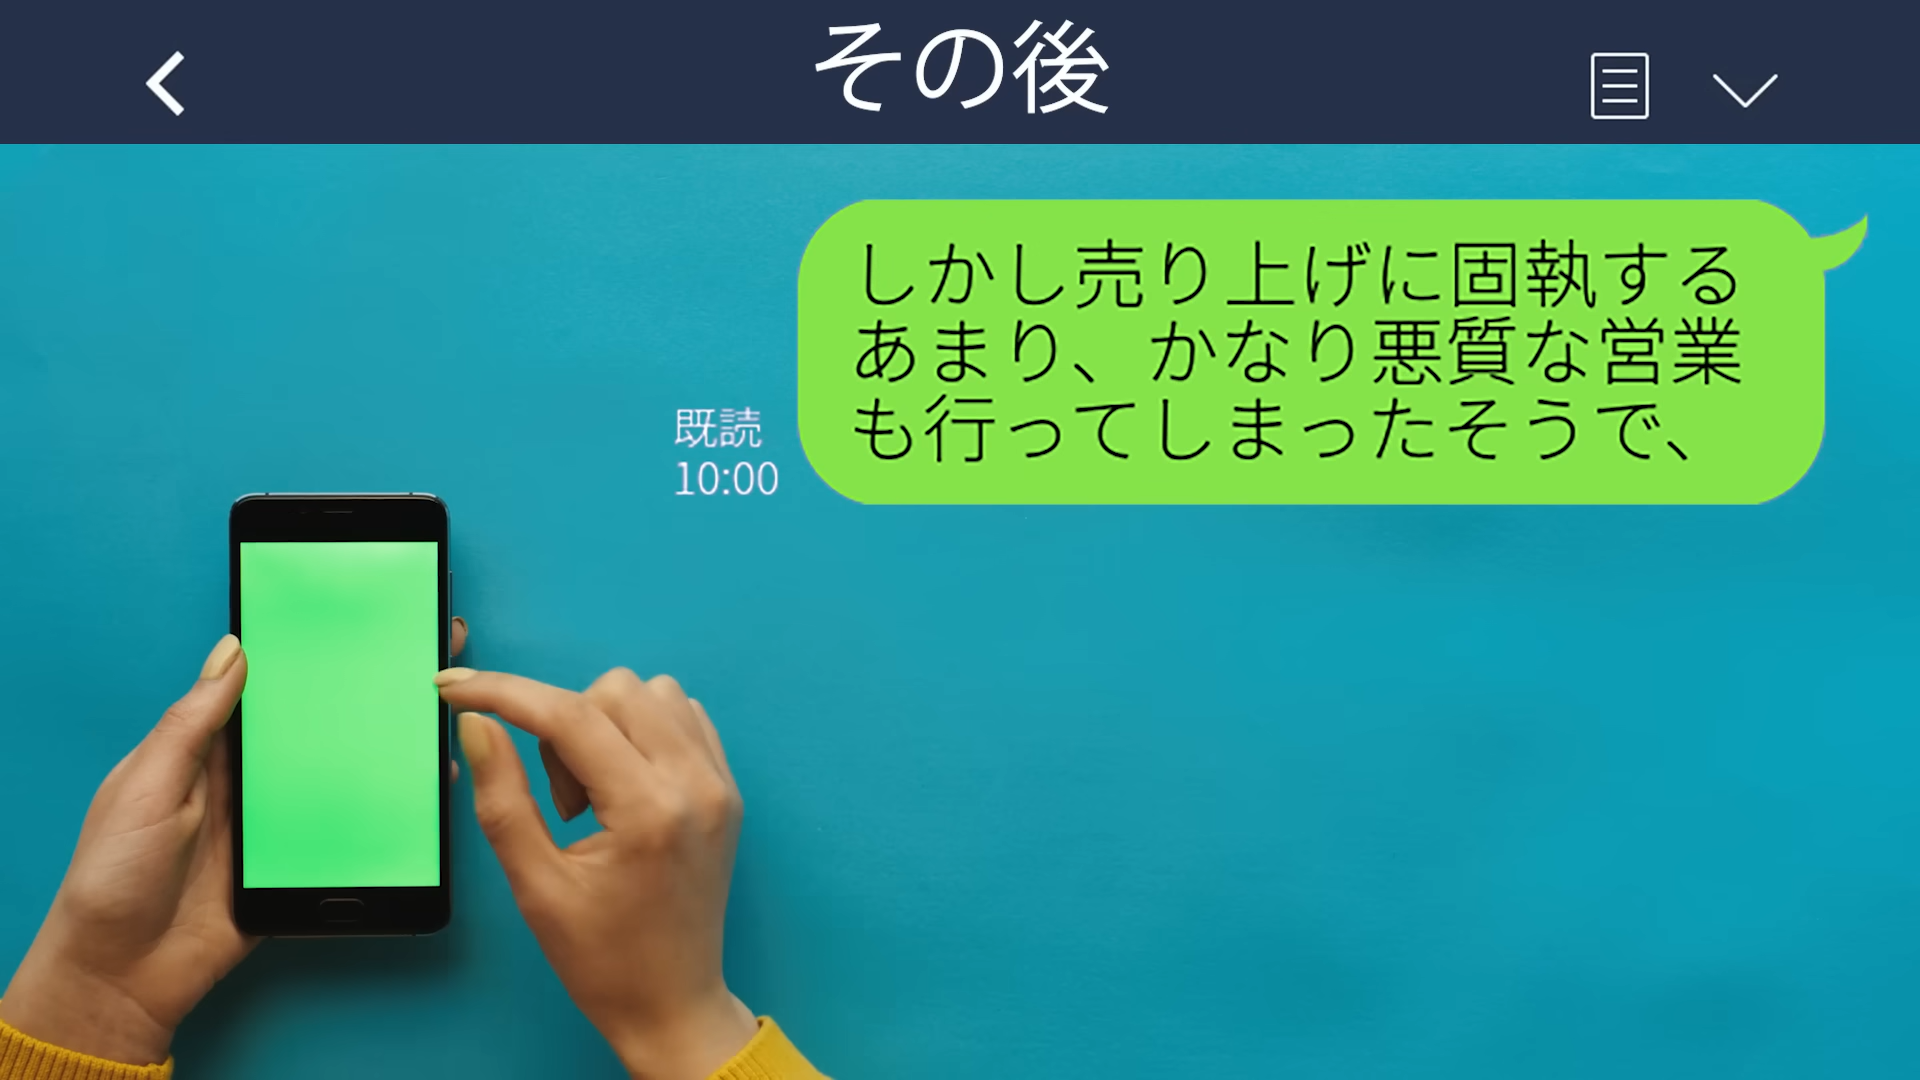 その後
しかし売り上げに固執する
あまり、かなり悪質な営業
も行ってしまったそうで、
既読
10:00